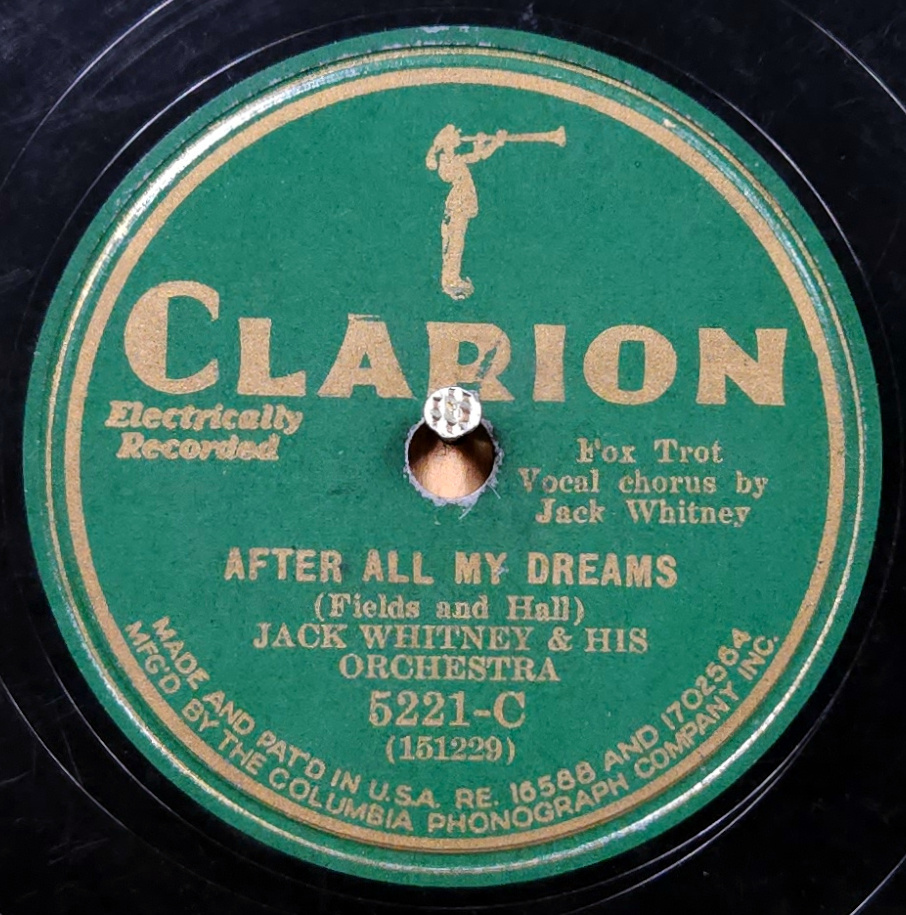 CLARION
Electrically
Recorded
Fox Trot
Vocal chorus by
Jack Whitney
AFTER ALL MY DREAMS
(Fields and Hall)
JACK WHITNEY & HIS
ORCHESTRA
5221-C
(151229)
MADE AND PAT'D IN U.S.A. RE. 16588 AND 1702564
MFG'D BY THE COLUMBIA PHONOGRAPH COMPANY INC.